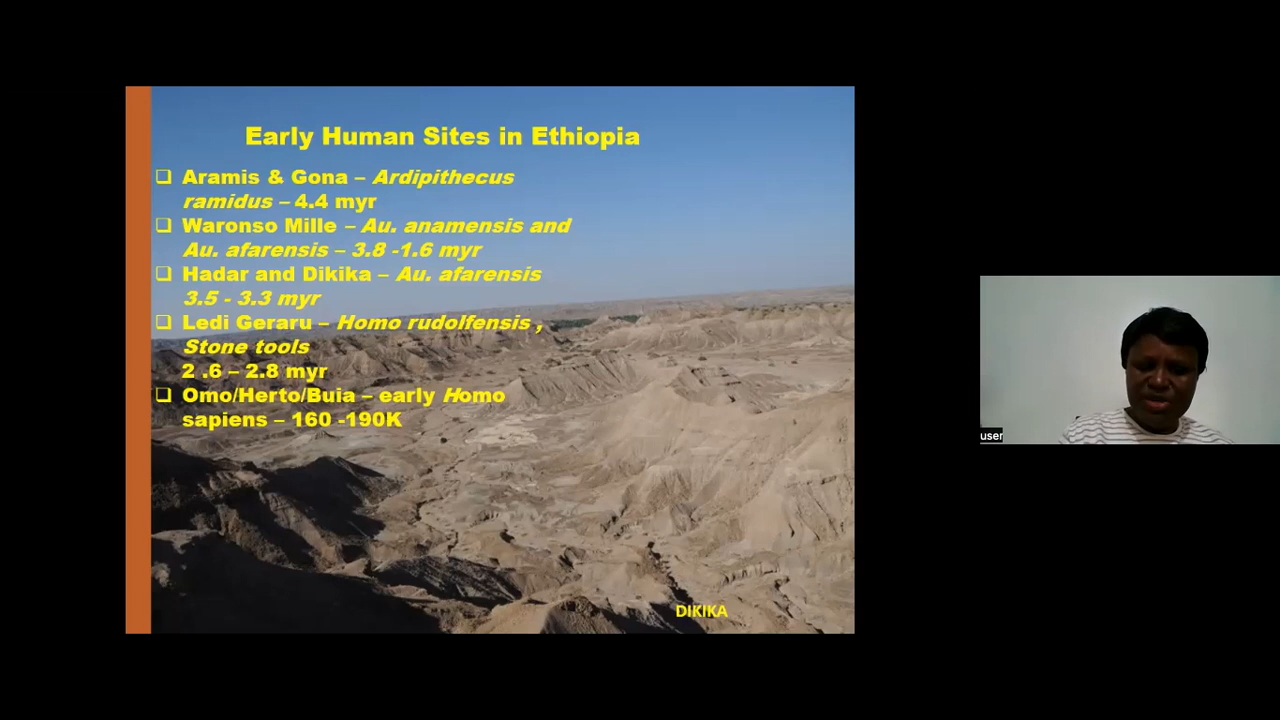 Early Human Sites in Ethiopia
❑ Aramis & Gona – Ardipithecus
ramidus – 4.4 myr
❑ Waronso Mille – Au. anamensis and
Au. afarensis – 3.8 -1.6 myr
❑ Hadar and Dikika – Au. afarensis
3.5 - 3.3 myr
❑ Ledi Geraru – Homo rudolfensis ,
Stone tools
2 .6 – 2.8 myr
❑ Omo/Herto/Buia – early Homo
sapiens – 160 -190K
DIKIKA
user